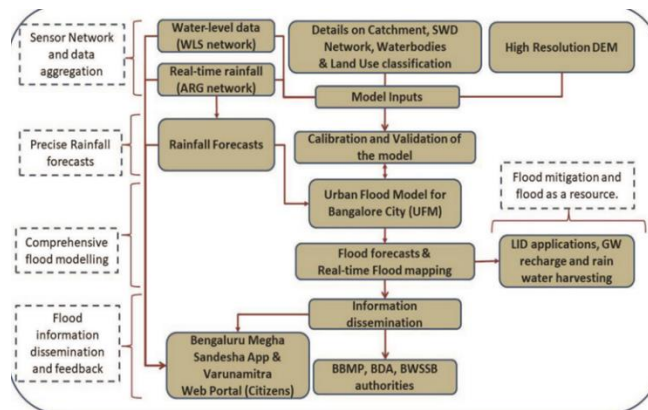 Sensor Network
and data
aggregation
Water-level data
(WLS network)
Real-time rainfall
(ARG network)
Details on Catchment, SWD
Network, Waterbodies
& Land Use classification
High Resolution DEM
Model Inputs
Precise Rainfall
forecasts
Rainfall Forecasts
Calibration and Validation of
the model
Urban Flood Model for
Bangalore City (UFM)
Flood mitigation and
flood as a resource.
Comprehensive
flood modelling
Flood forecasts &
Real-time Flood mapping
LID applications, GW
recharge and rain
water harvesting
Flood
information
dissemination
and feedback
Information
dissemination
Bengaluru Megha
Sandesha App &
Varunamitra
Web Portal (Citizens)
BBMP, BDA, BWSSB
authorities